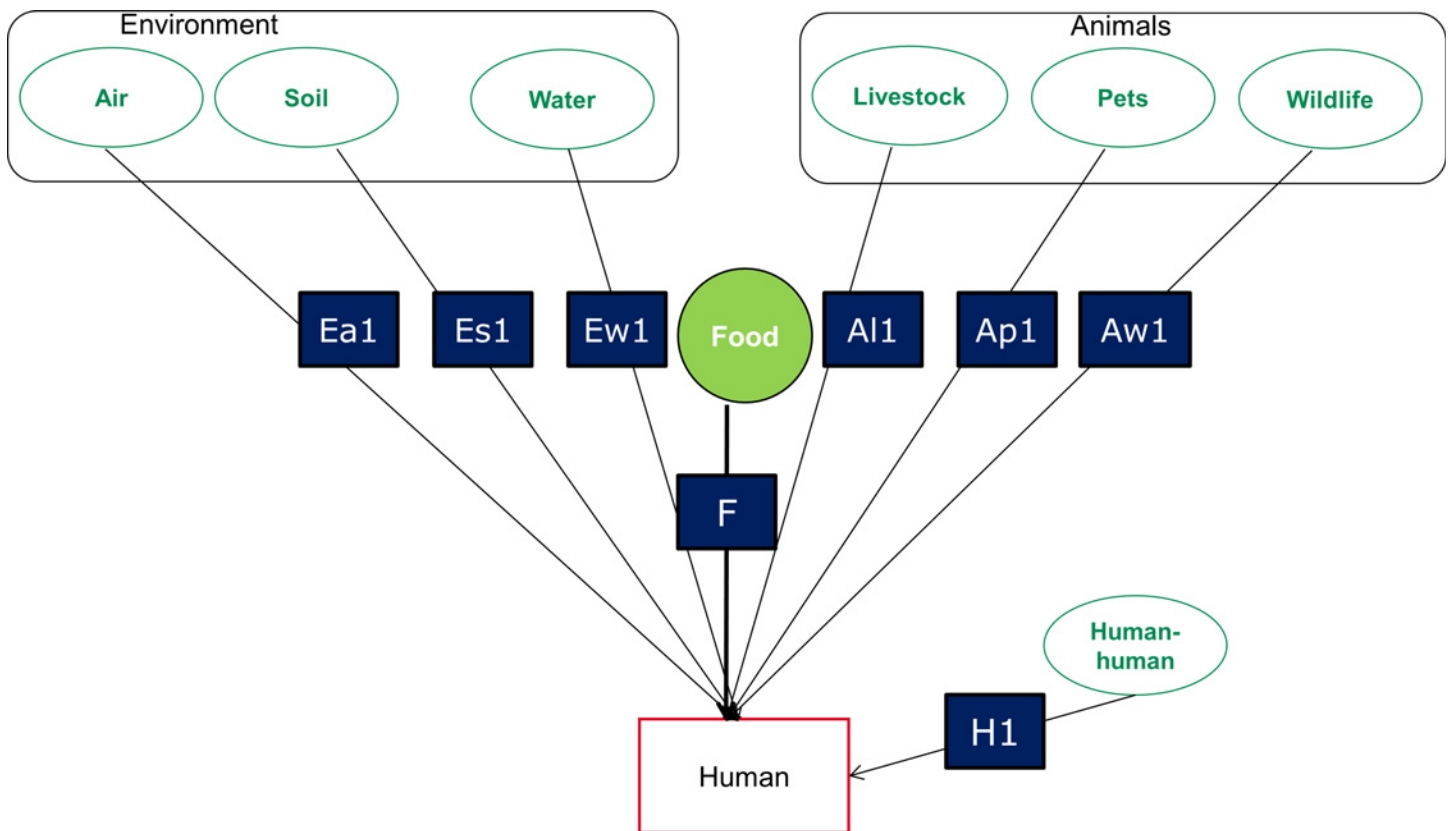 Environment
Animals
Air
Soil
Water
Livestock
Pets
Wildlife
Ea1
Es1
Ew1
Food
Al1
Ap1
Aw1
F
Human-
human
H1
Human